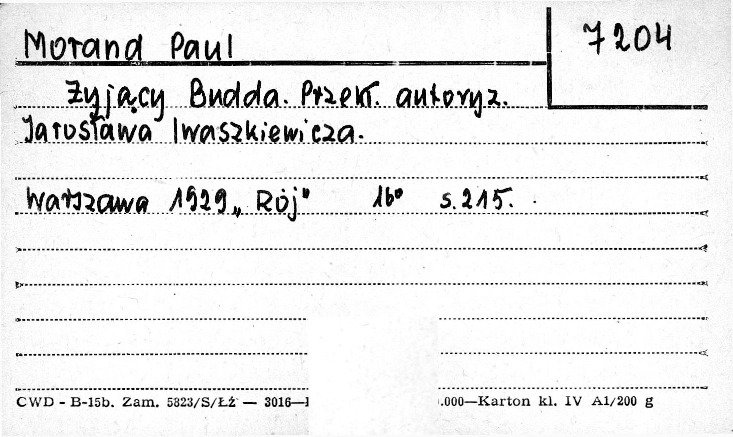 Morand Paul
7204
Żyjący Budda. Przekł. autoryz.
Jarosława Iwaszkiewicza.
Warszawa 1929 „Rój" 16° s. 215.
CWD - B-15b. Zam. 5823/S/Łż — 3016— .000—Karton kl. IV A1/200 g